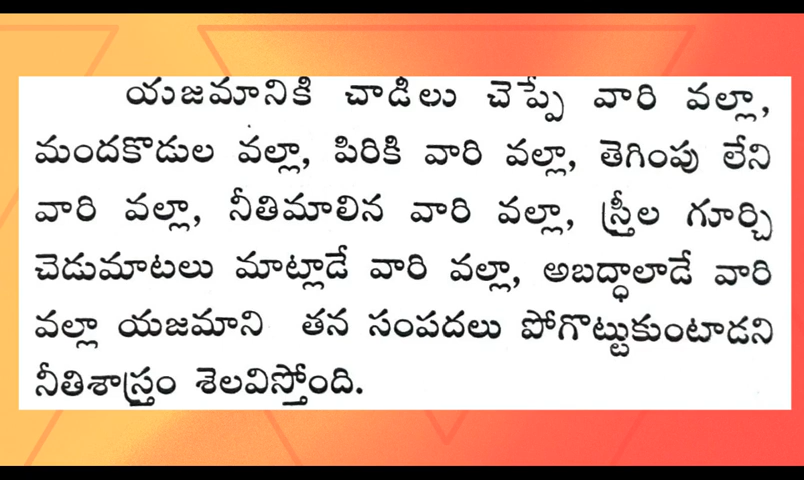 యజమానికి చాడీలు చెప్పే వారి వల్లా,
మందకొడుల వల్లా, పిరికి వారి వల్లా, తెగింపు లేని
వారి వల్లా, నీతిమాలిన వారి వల్లా, స్త్రీల గూర్చి
చెడుమాటలు మాట్లాడే వారి వల్లా, అబద్ధాలాడే వారి
వల్లా యజమాని తన సంపదలు పోగొట్టుకుంటాడని
నీతిశాస్త్రం శెలవిస్తోంది.